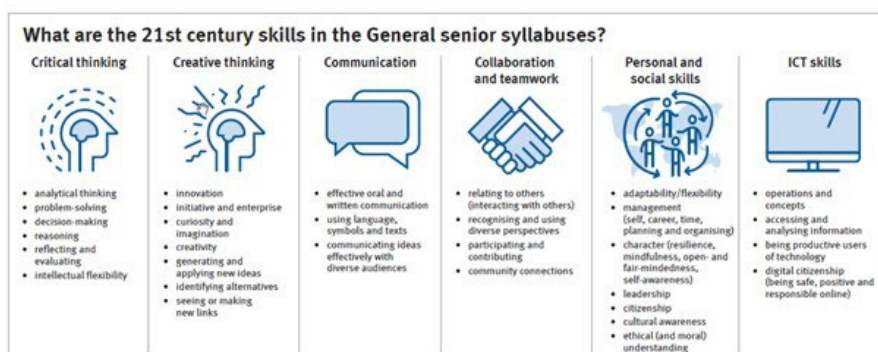 What are the 21st century skills in the General senior syllabuses?
Critical thinking
• analytical thinking
• problem-solving
• decision-making
• reasoning
• reflecting and
evaluating
• intellectual flexibility
Creative thinking
• innovation
• initiative and enterprise
• curiosity and
imagination
• creativity
• generating and
applying new ideas
• identifying alternatives
• seeing or making
new links
Communication
• effective oral and
written communication
• using language,
symbols and texts
• communicating ideas
effectively with
diverse audiences
Collaboration
and teamwork
• relating to others
(interacting with others)
• recognising and using
diverse perspectives
• participating and
contributing
• community connections
Personal and
social skills
• adaptability/flexibility
• management
(self, career, time,
planning and organising)
• character (resilience,
mindfulness, open- and
fair-mindedness,
self-awareness)
• leadership
• citizenship
• cultural awareness
• ethical (and moral)
understanding
ICT skills
• operations and
concepts
• accessing and
analysing information
• being productive users
of technology
• digital citizenship
(being safe, positive and
responsible online)